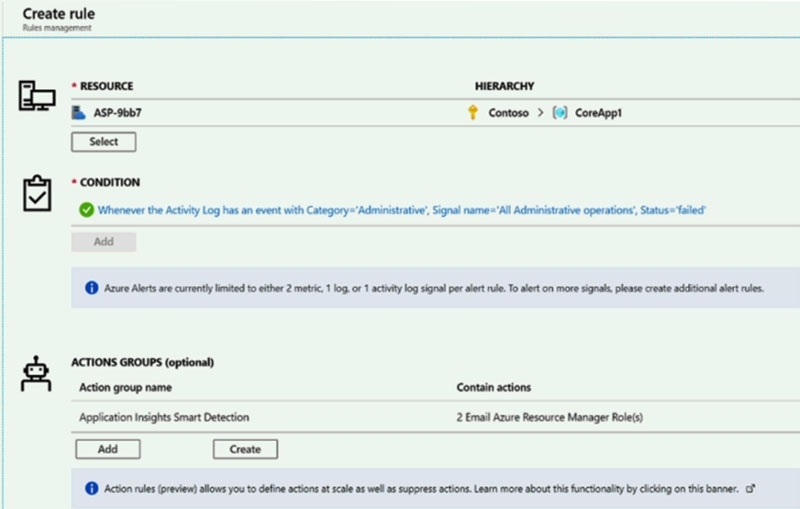 Create rule
Rules management
* RESOURCE HIERARCHY
ASP-9bb7 Contoso > CoreApp1
Select
* CONDITION
Whenever the Activity Log has an event with Category='Administrative', Signal name='All Administrative operations', Status='failed'
Add
Azure Alerts are currently limited to either 2 metric, 1 log, or 1 activity log signal per alert rule. To alert on more signals, please create additional alert rules.
ACTIONS GROUPS (optional)
Action group name Contain actions
Application Insights Smart Detection 2 Email Azure Resource Manager Role(s)
Add Create
Action rules (preview) allows you to define actions at scale as well as suppress actions. Learn more about this functionality by clicking on this banner.